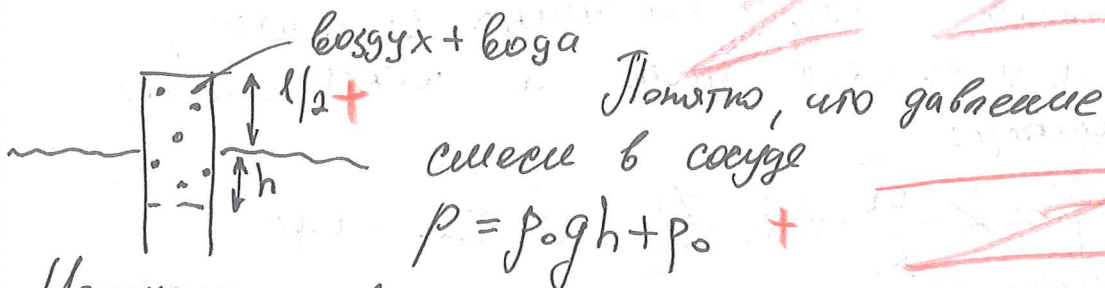 воздух + вода
l/2 +
Понятно, что давление
смеси в сосуде
h
p = ρ₀gh + p₀ +